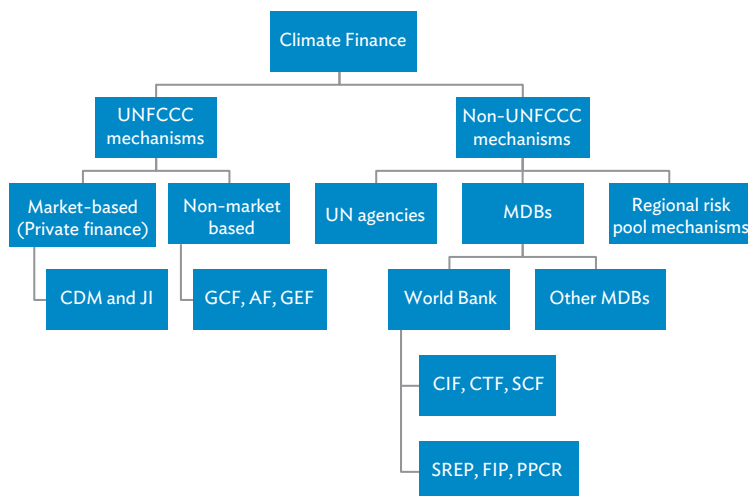 Climate Finance
UNFCCC
mechanisms
Non-UNFCCC
mechanisms
Market-based
(Private finance)
Non-market
based
UN agencies
MDBs
Regional risk
pool mechanisms
CDM and JI
GCF, AF, GEF
World Bank
Other MDBs
CIF, CTF, SCF
SREP, FIP, PPCR